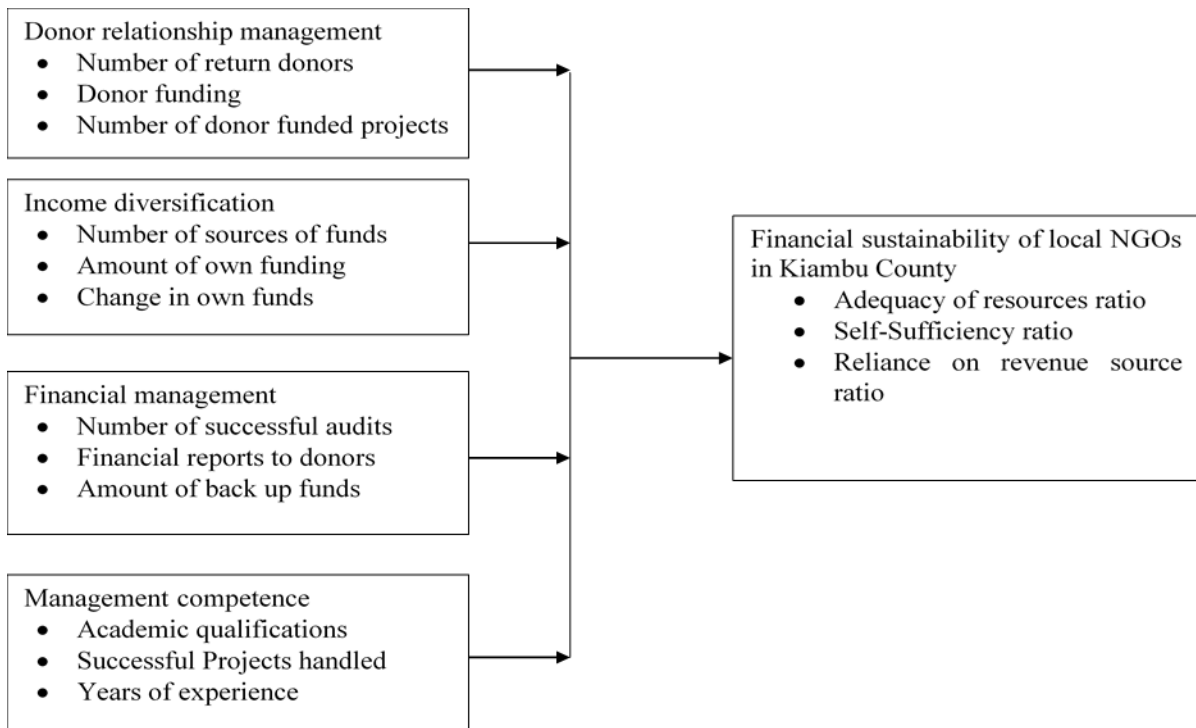 Donor relationship management
• Number of return donors
• Donor funding
• Number of donor funded projects
Income diversification
• Number of sources of funds
• Amount of own funding
• Change in own funds
Financial management
• Number of successful audits
• Financial reports to donors
• Amount of back up funds
Management competence
• Academic qualifications
• Successful Projects handled
• Years of experience
Financial sustainability of local NGOs
in Kiambu County
• Adequacy of resources ratio
• Self-Sufficiency ratio
• Reliance on revenue source
ratio